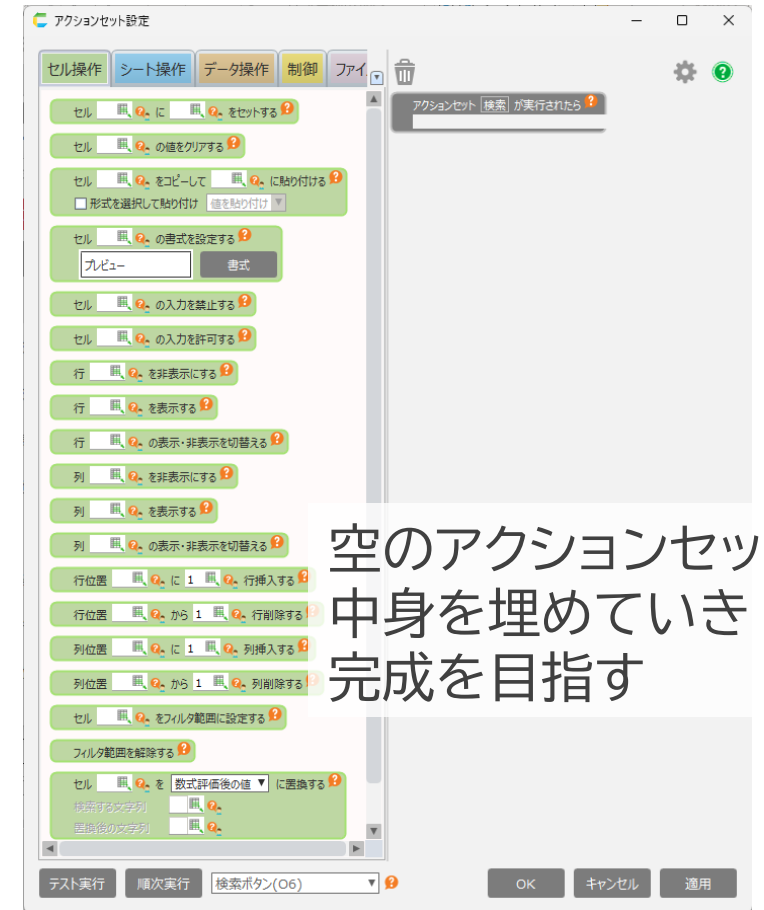 アクションセット設定
セル操作 シート操作 データ操作 制御 ファイ
セル に をセットする
セル の値をクリアする
セル をコピーして に貼り付ける
形式を選択して貼り付け 値を貼り付け
セル の書式を設定する
プレビュー 書式
セル の入力を禁止する
セル の入力を許可する
行 を非表示にする
行 を表示する
行 の表示・非表示を切替える
列 を非表示にする
列 を表示する
列 の表示・非表示を切替える
行位置 に 1 行挿入する
行位置 から 1 行削除する
列位置 に 1 列挿入する
列位置 から 1 列削除する
セル をフィルタ範囲に設定する
フィルタ範囲を解除する
セル を 数式評価後の値 に置換する
検索する文字列
置換後の文字列
アクションセット 検索 が実行されたら
空のアクションセッ
中身を埋めていき
完成を目指す
テスト実行 順次実行 検索ボタン(O6) OK キャンセル 適用